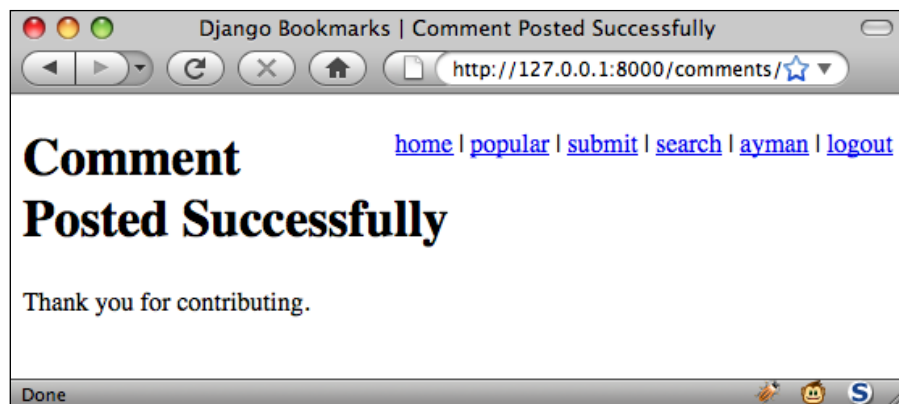 Django Bookmarks | Comment Posted Successfully
http://127.0.0.1:8000/comments/
home | popular | submit | search | ayman | logout
Comment
Posted Successfully
Thank you for contributing.
Done
S